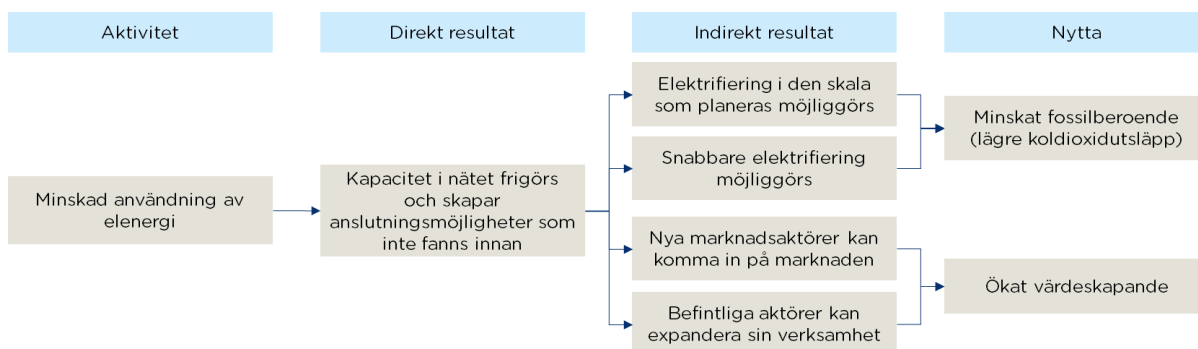 Aktivitet
Direkt resultat
Indirekt resultat
Nytta
Minskad användning av
elenergi
Kapacitet i nätet frigörs
och skapar
anslutningsmöjligheter som
inte fanns innan
Elektrifiering i den skala
som planeras möjliggörs
Snabbare elektrifiering
möjliggörs
Nya marknadsaktörer kan
komma in på marknaden
Befintliga aktörer kan
expandera sin verksamhet
Minskat fossilberoende
(lägre koldioxidutsläpp)
Ökat värdeskapande